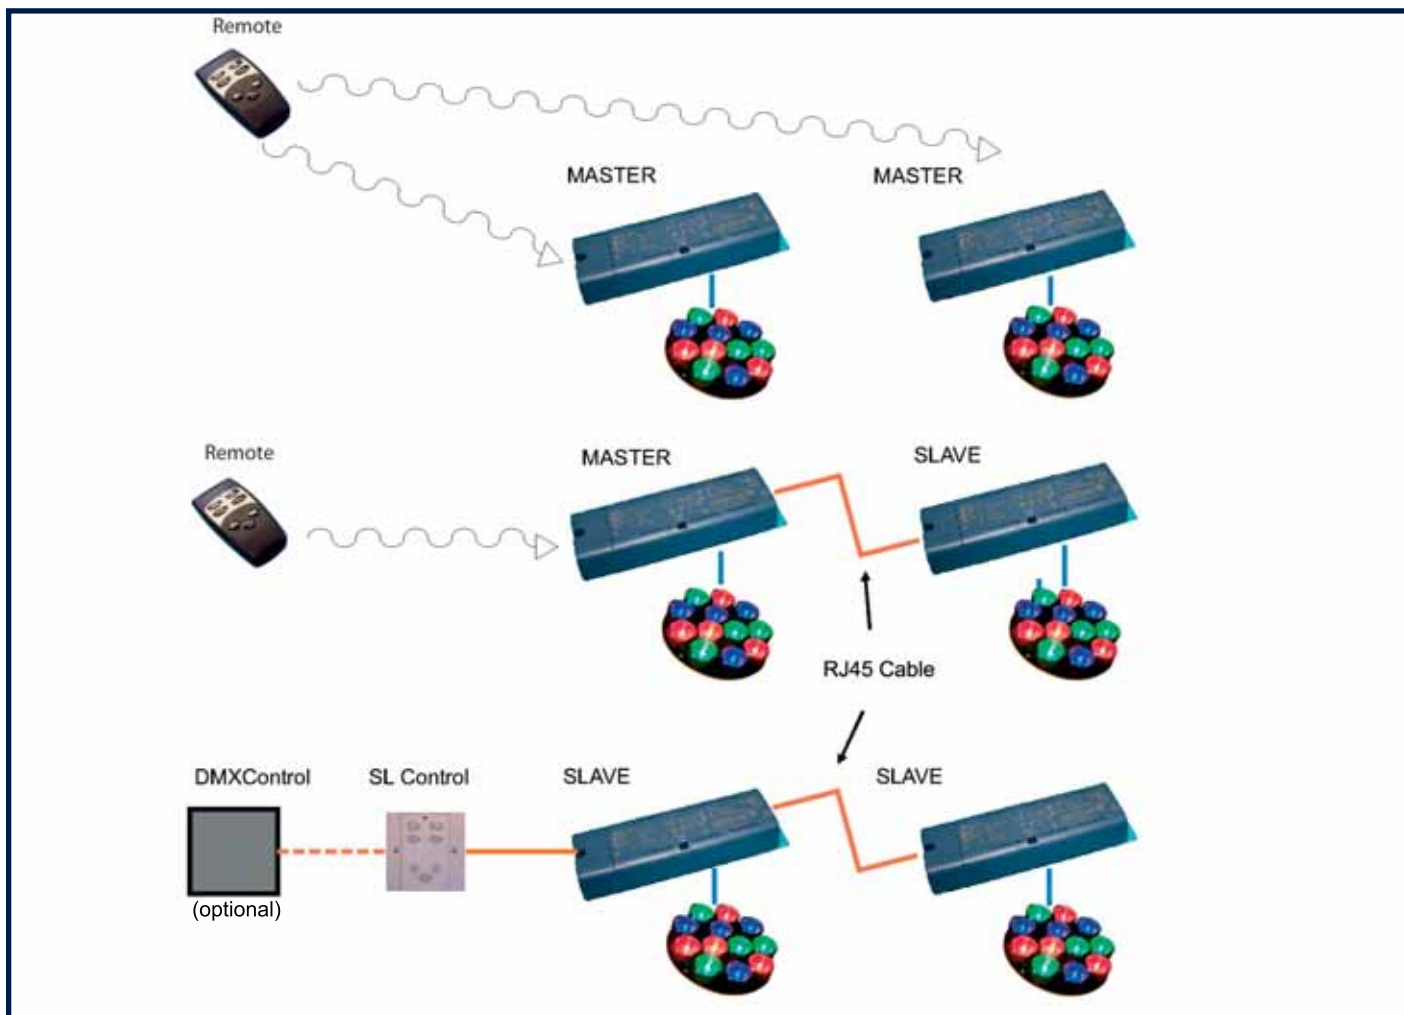 Remote
MASTER
MASTER
Remote
MASTER
SLAVE
RJ45 Cable
DMXControl
SL Control
SLAVE
SLAVE
(optional)